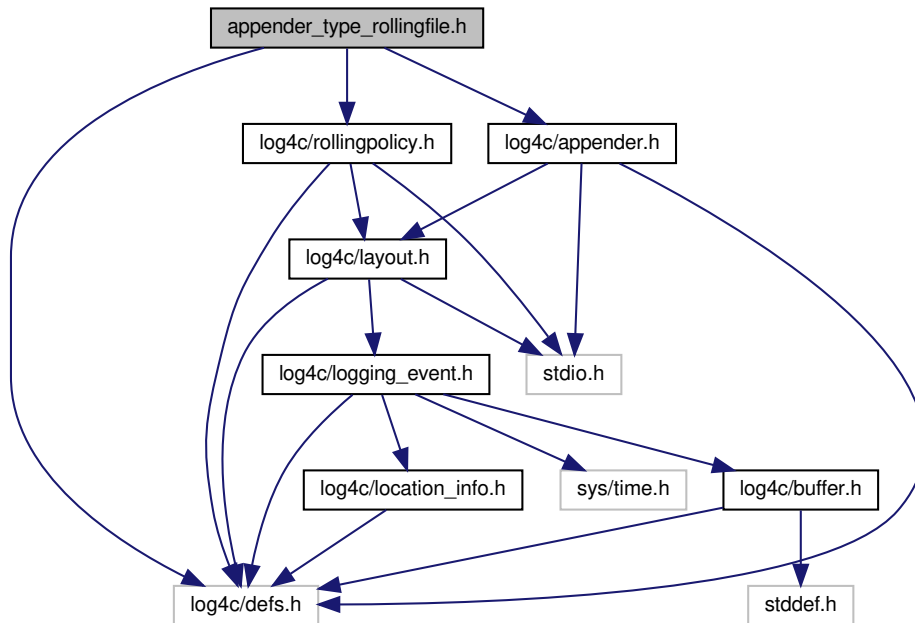 appender_type_rollingfile.h
log4c/rollingpolicy.h
log4c/appender.h
log4c/layout.h
log4c/logging_event.h
stdio.h
log4c/location_info.h
sys/time.h
log4c/buffer.h
log4c/defs.h
stddef.h